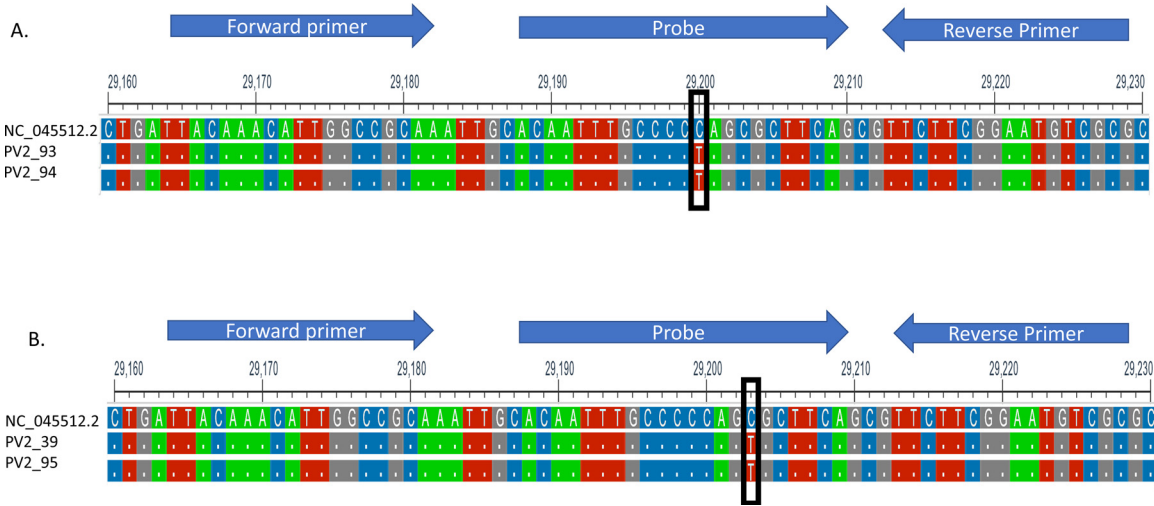 A.
Forward primer Probe Reverse Primer
29,160 29,170 29,180 29,190 29,200 29,210 29,220 29,230
NC_045512.2 CTGATTACAAACATTGGCCGCAAATTGCACAATTTGCCCCCAGCGCTTCAGCGTTCTTCGGAATGTCGCGC
PV2_93 ........................................T..............................
PV2_94 ........................................T..............................
B.
Forward primer Probe Reverse Primer
29,160 29,170 29,180 29,190 29,200 29,210 29,220 29,230
NC_045512.2 CTGATTACAAACATTGGCCGCAAATTGCACAATTTGCCCCCAGCGCTTCAGCGTTCTTCGGAATGTCGCGC
PV2_39 ...........................................T...........................
PV2_95 ...........................................T...........................